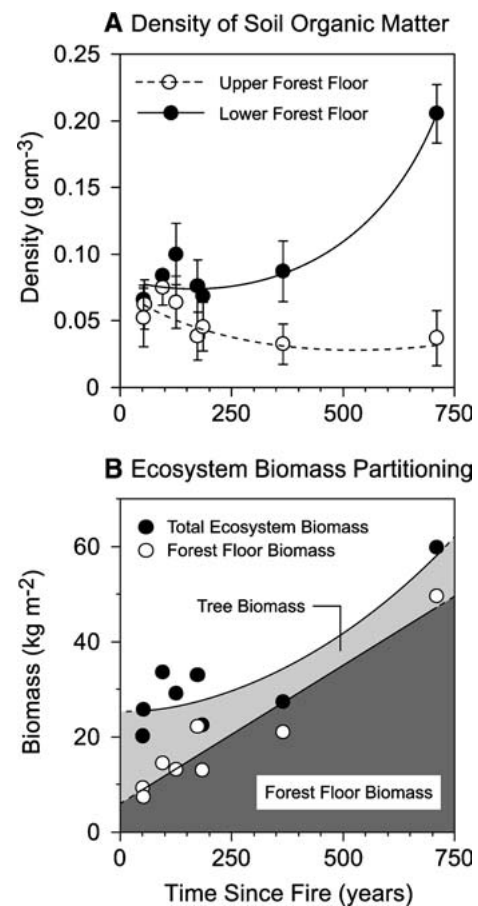 A Density of Soil Organic Matter
0.25
Upper Forest Floor
Lower Forest Floor
0.20
0.15
0.10
0.05
0
Density (g cm-3)
0 250 500 750
B Ecosystem Biomass Partitioning
Total Ecosystem Biomass
Forest Floor Biomass
60
Tree Biomass
40
20
Forest Floor Biomass
0
Biomass (kg m-2)
0 250 500 750
Time Since Fire (years)